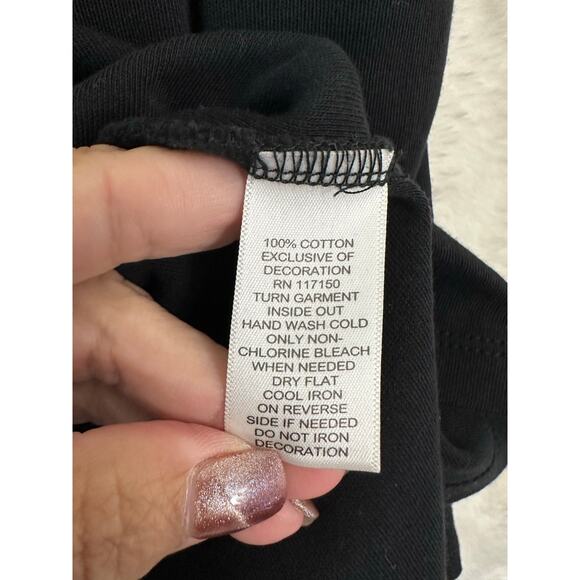 100% COTTON
EXCLUSIVE OF
DECORATION
RN 117150
TURN GARMENT
INSIDE OUT
HAND WASH COLD
ONLY NON-
CHLORINE BLEACH
WHEN NEEDED
DRY FLAT
COOL IRON
ON REVERSE
SIDE IF NEEDED
DO NOT IRON
DECORATION